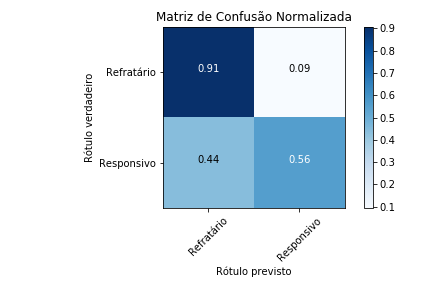 Matriz de Confusão Normalizada
Rótulo verdadeiro
Refratário
Responsivo
0.91
0.09
0.44
0.56
Refratário
Responsivo
Rótulo previsto
0.9
0.8
0.7
0.6
0.5
0.4
0.3
0.2
0.1